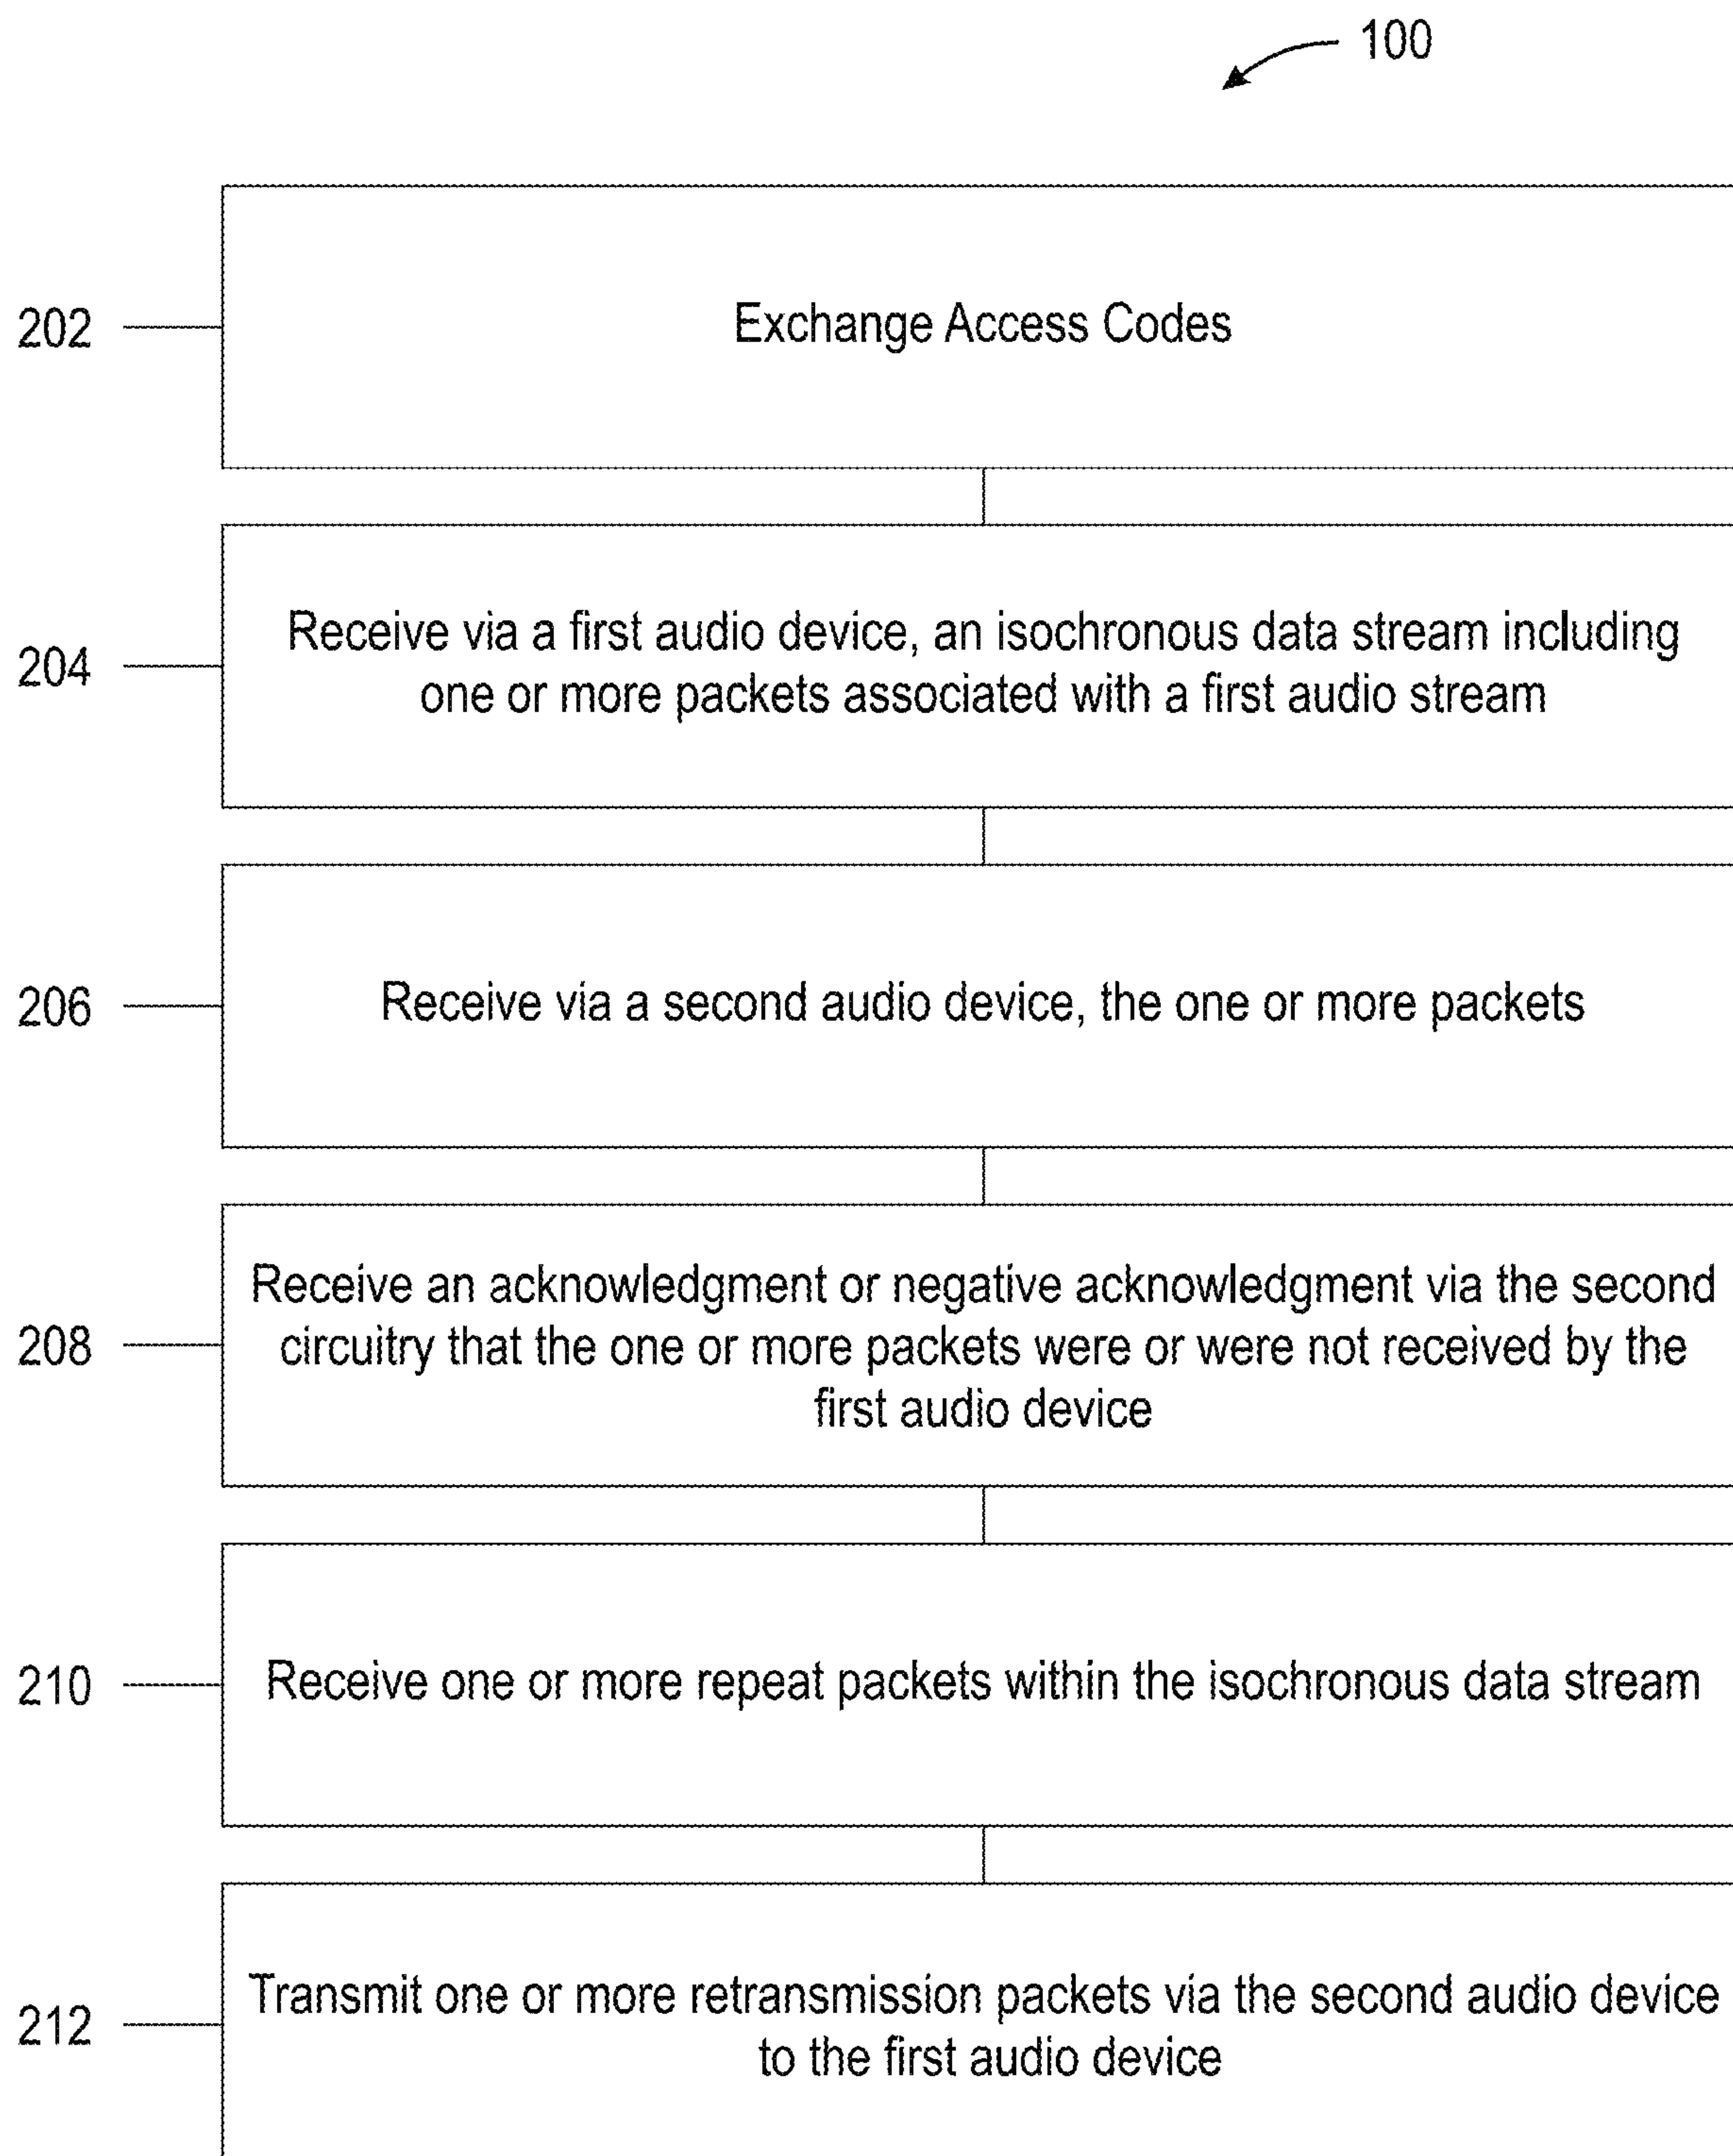 100
202
Exchange Access Codes
204
Receive via a first audio device, an isochronous data stream including
one or more packets associated with a first audio stream
206
Receive via a second audio device, the one or more packets
208
Receive an acknowledgment or negative acknowledgment via the second
circuitry that the one or more packets were or were not received by the
first audio device
210
Receive one or more repeat packets within the isochronous data stream
212
Transmit one or more retransmission packets via the second audio device
to the first audio device